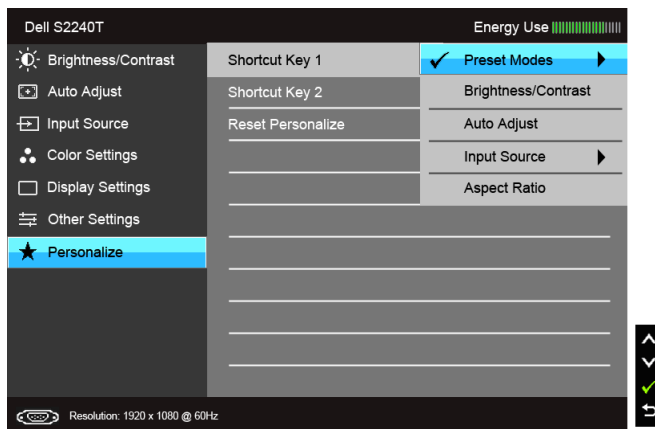 Dell S2240T
Energy Use
Brightness/Contrast
Auto Adjust
Input Source
Color Settings
Display Settings
Other Settings
Personalize
Shortcut Key 1
Shortcut Key 2
Reset Personalize
Preset Modes
Brightness/Contrast
Auto Adjust
Input Source
Aspect Ratio
Resolution: 1920 x 1080 @ 60Hz